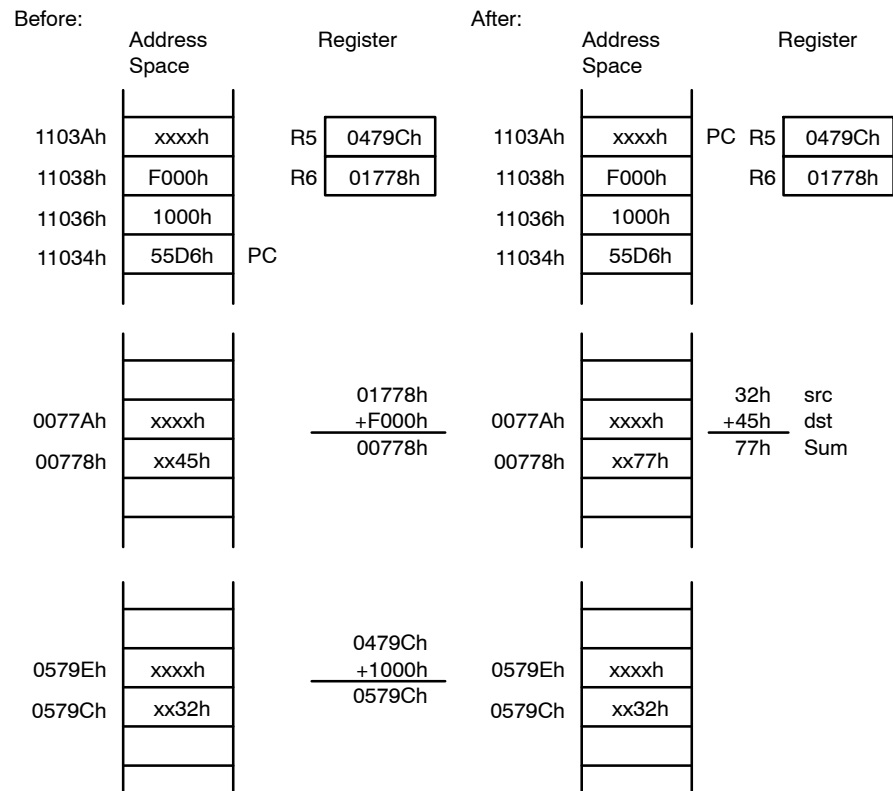 Before:
Address Space
Register
After:
Address Space
Register
1103Ah xxxxh R5 0479Ch 1103Ah xxxxh PC R5 0479Ch
11038h F000h R6 01778h 11038h F000h R6 01778h
11036h 1000h 11036h 1000h
11034h 55D6h PC 11034h 55D6h
01778h 32h src
0077Ah xxxxh +F000h 0077Ah xxxxh +45h dst
00778h xx45h 00778h 00778h xx77h 77h Sum
0479Ch
0579Eh xxxxh +1000h 0579Eh xxxxh
0579Ch xx32h 0579Ch 0579Ch xx32h